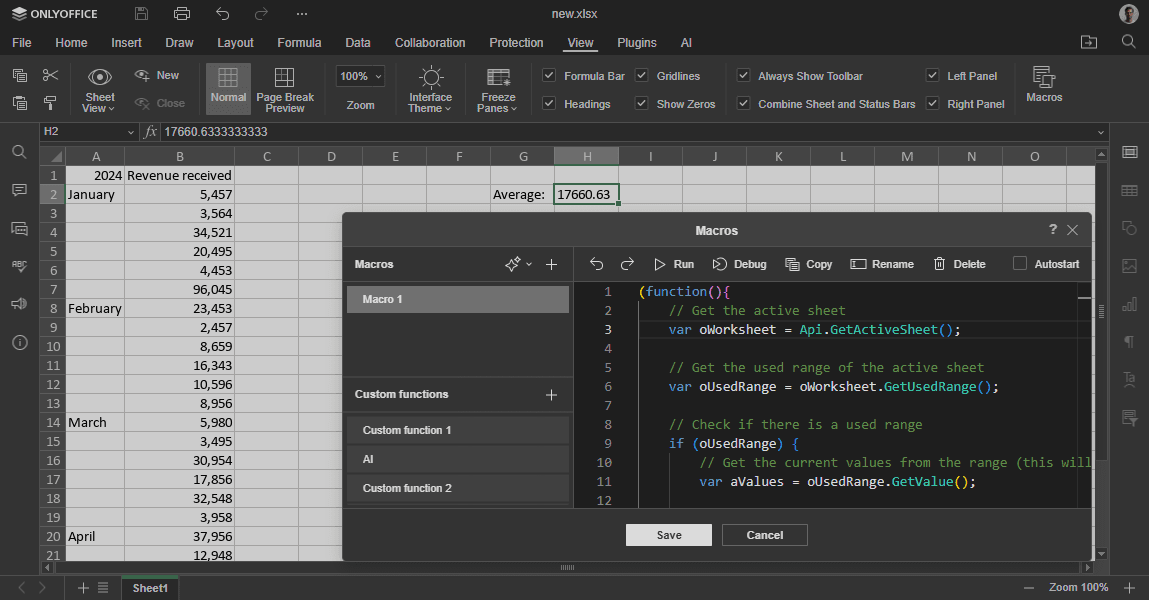 ONLYOFFICE
new.xlsx
File Home Insert Draw Layout Formula Data Collaboration Protection View Plugins AI
Sheet View New Close Normal Page Break Preview 100% Zoom Interface Theme Freeze Panes Formula Bar Headings Gridlines Show Zeros Always Show Toolbar Combine Sheet and Status Bars Left Panel Right Panel Macros
H2 fx 17660.6333333333
A B C D E F G H I J K L M N O
1 2024 Revenue received
2 January 5,457 Average: 17660.63
3 3,564
4 34,521
5 20,495
6 4,453
7 96,045
8 February 23,453
9 2,457
10 8,659
11 16,343
12 10,596
13 8,956
14 March 5,980
15 3,495
16 30,954
17 17,856
18 32,548
19 3,958
20 April 37,956
21 12,948
Macros ?
Macros
Run Debug Copy Rename Delete Autostart
Macro 1
Custom functions
Custom function 1
AI
Custom function 2
1 (function(){
2 // Get the active sheet
3 var oWorksheet = Api.GetActiveSheet();
4
5 // Get the used range of the active sheet
6 var oUsedRange = oWorksheet.GetUsedRange();
7
8 // Check if there is a used range
9 if (oUsedRange) {
10 // Get the current values from the range (this will
11 var aValues = oUsedRange.GetValue();
12
Save Cancel
ABC
Ta
Sheet1
Zoom 100%